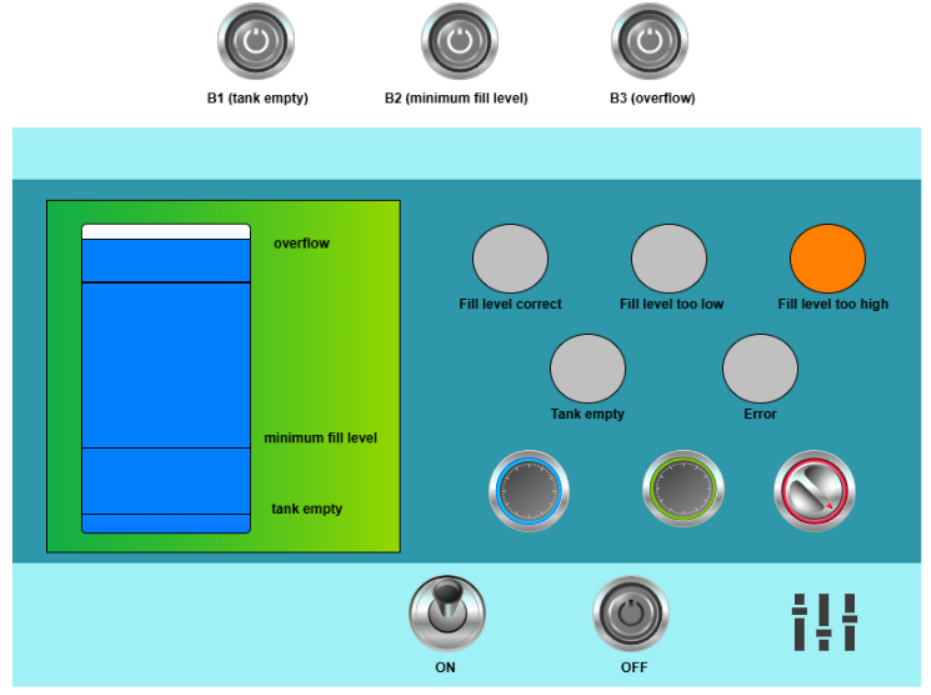 B1 (tank empty)
B2 (minimum fill level)
B3 (overflow)
overflow
Fill level correct
Fill level too low
Fill level too high
Tank empty
Error
minimum fill level
tank empty
ON
OFF